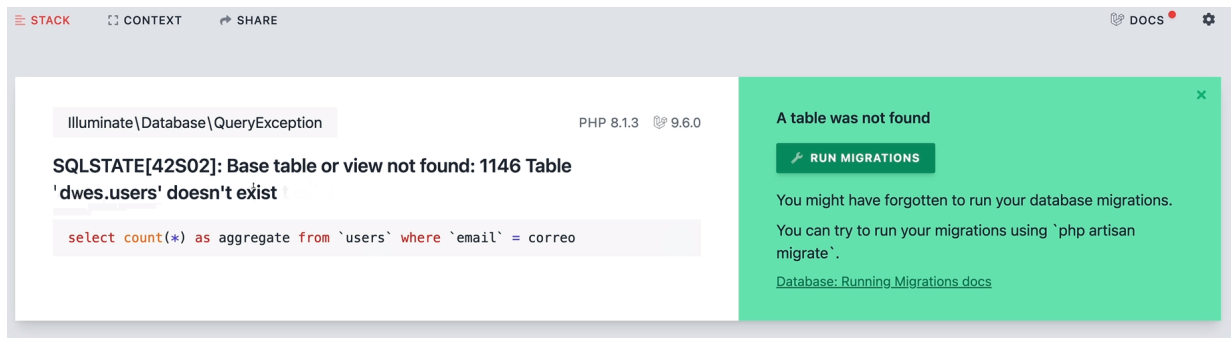 STACK CONTEXT SHARE DOCS
Illuminate\Database\QueryException PHP 8.1.3 9.6.0
SQLSTATE[42S02]: Base table or view not found: 1146 Table
'dwes.users' doesn't exist
select count(*) as aggregate from `users` where `email` = correo
A table was not found
RUN MIGRATIONS
You might have forgotten to run your database migrations.
You can try to run your migrations using `php artisan
migrate`.
Database: Running Migrations docs